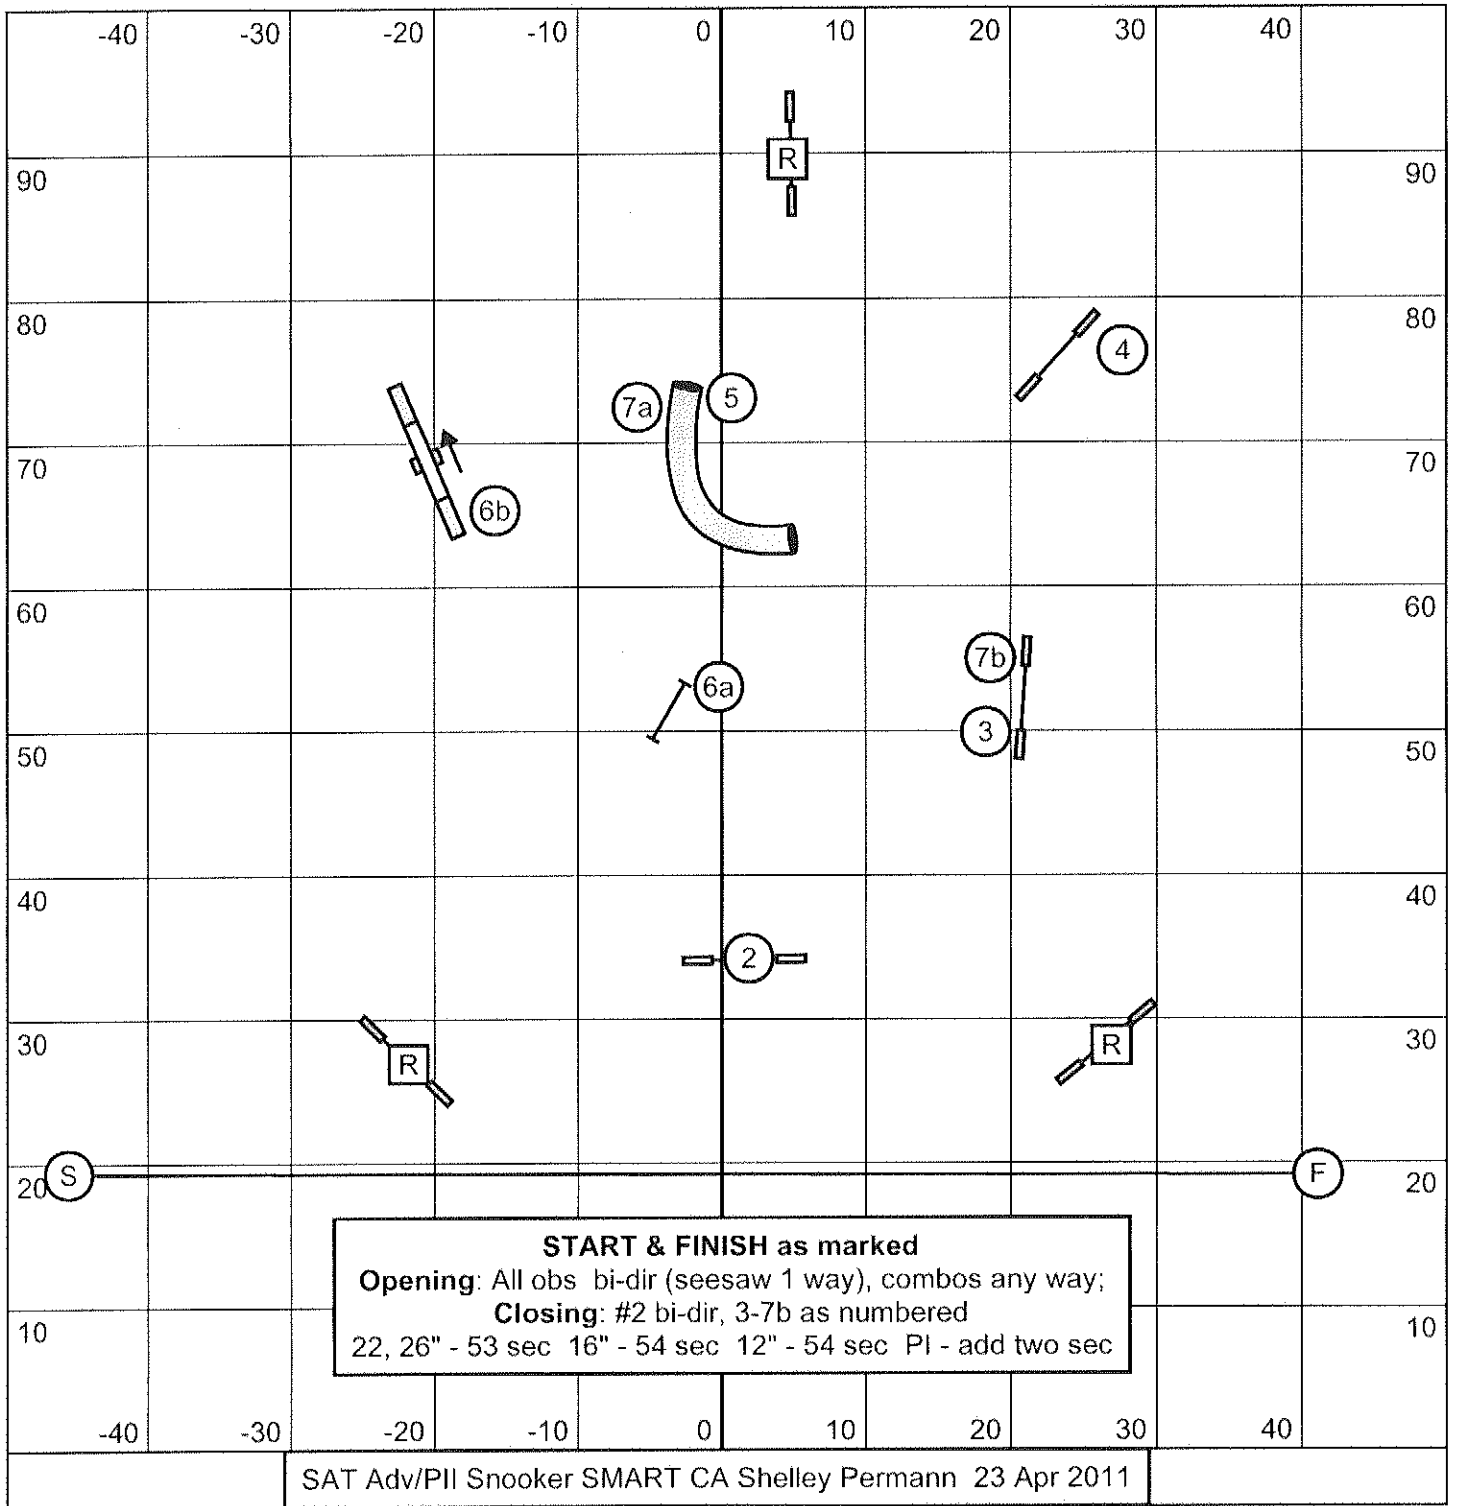 -40 -30 -20 -10 0 10 20 30 40
R
90 90
80 80
4
7a 5
70 70
6b
60 60
7b
6a
3
50 50
40 40
2
30 30
R R
S F
20 20
START & FINISH as marked
Opening: All obs bi-dir (seesaw 1 way), combos any way;
Closing: #2 bi-dir, 3-7b as numbered
22, 26" - 53 sec 16" - 54 sec 12" - 54 sec PI - add two sec
10 10
-40 -30 -20 -10 0 10 20 30 40
SAT Adv/PII Snooker SMART CA Shelley Permann 23 Apr 2011